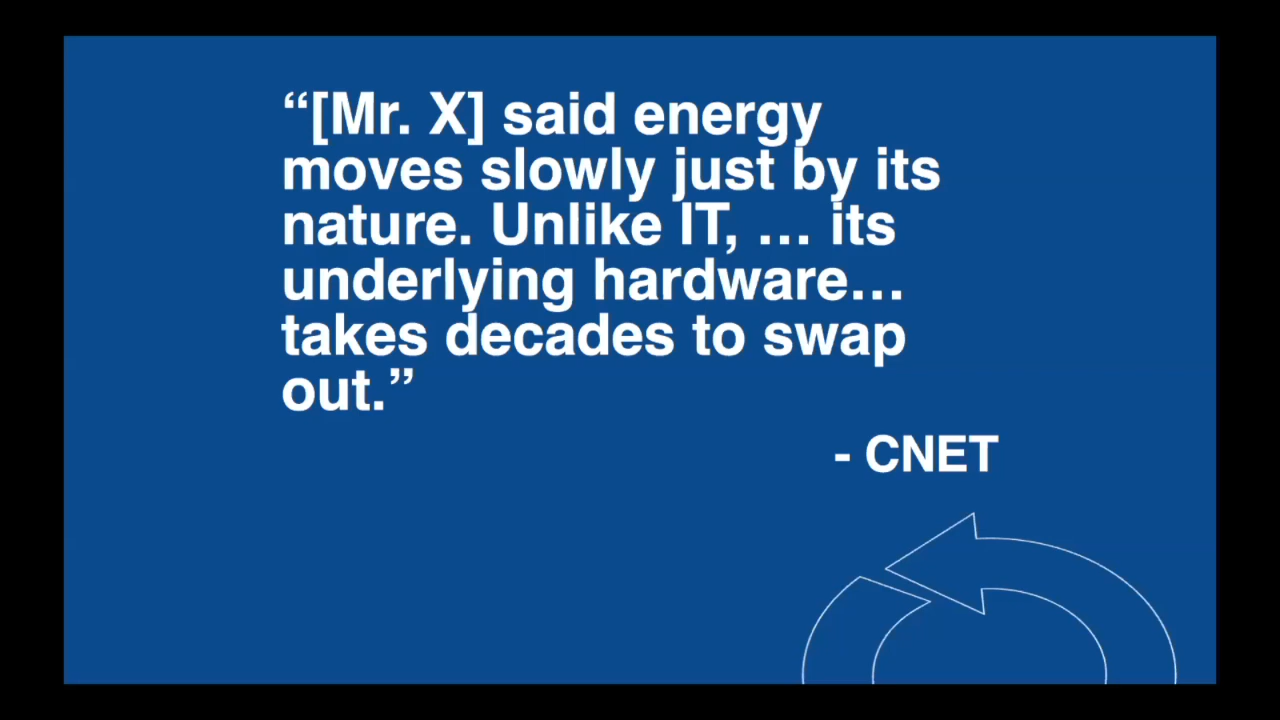 “[Mr. X] said energy
moves slowly just by its
nature. Unlike IT, … its
underlying hardware…
takes decades to swap
out.”
- CNET